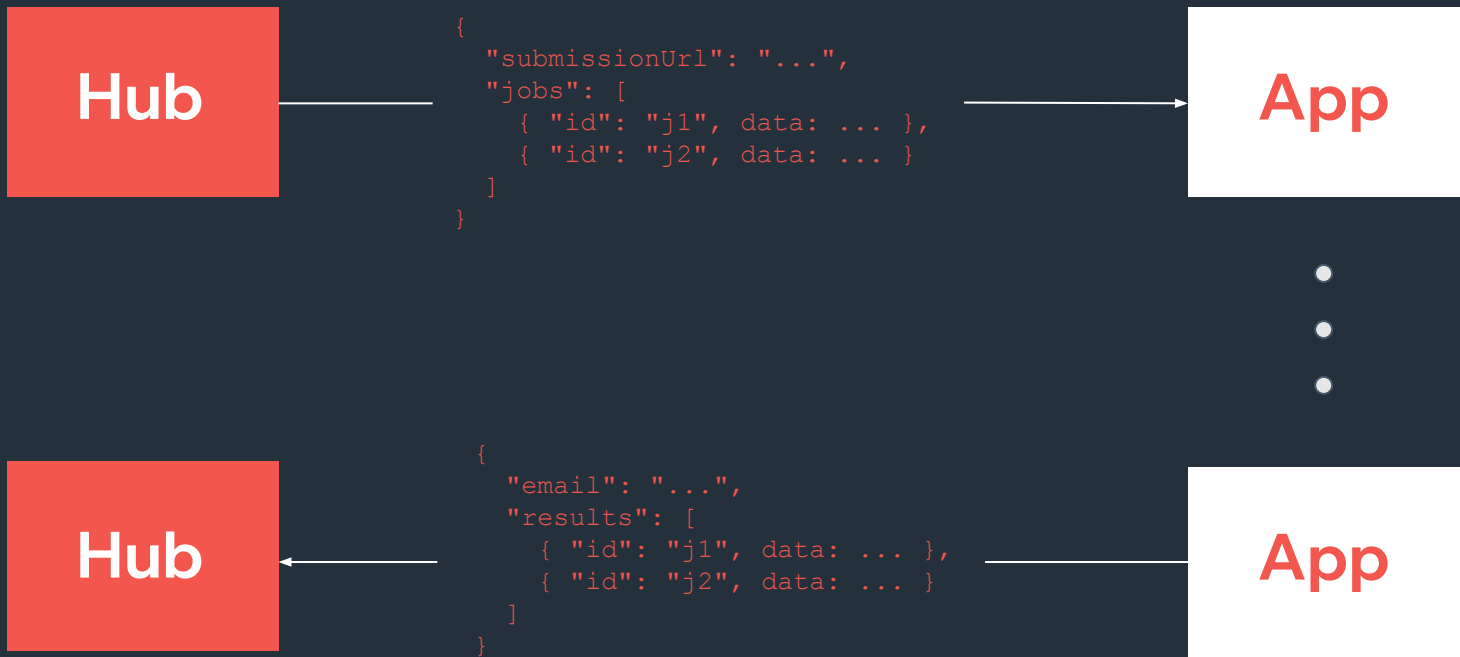 Hub
{
  "submissionUrl": "...",
  "jobs": [
    { "id": "j1", data: ... },
    { "id": "j2", data: ... }
  ]
}
App
Hub
{
  "email": "...",
  "results": [
    { "id": "j1", data: ... },
    { "id": "j2", data: ... }
  ]
}
App